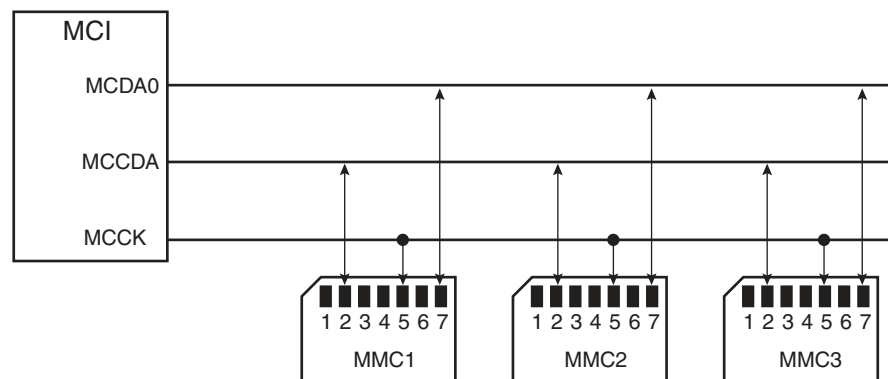 MCI
MCDA0
MCCDA
MCCK
1 2 3 4 5 6 7 1 2 3 4 5 6 7 1 2 3 4 5 6 7
MMC1 MMC2 MMC3